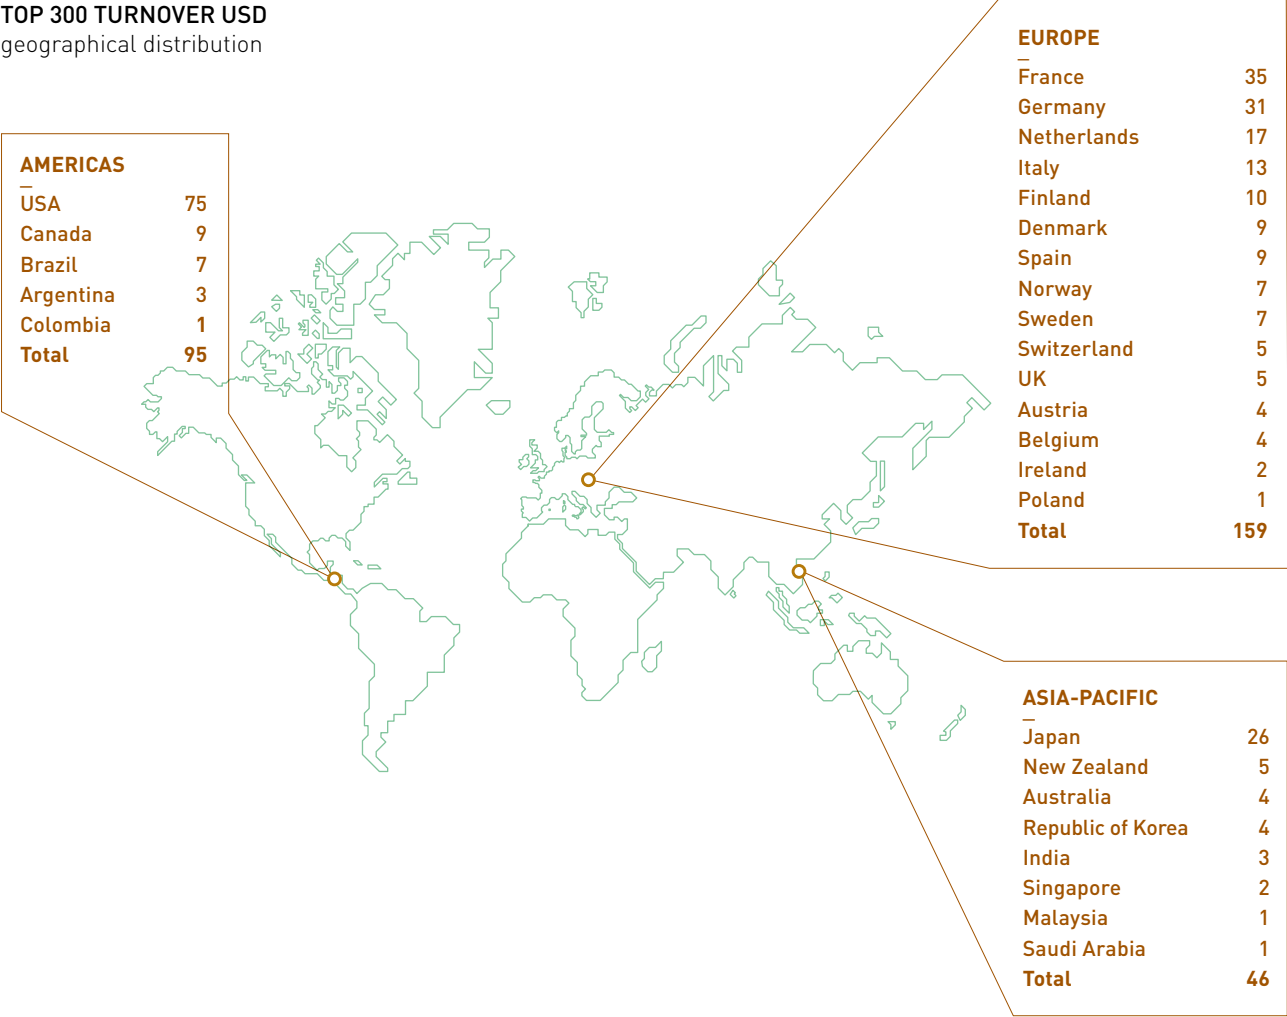 TOP 300 TURNOVER USD
geographical distribution
AMERICAS
USA 75
Canada 9
Brazil 7
Argentina 3
Colombia 1
Total 95
EUROPE
France 35
Germany 31
Netherlands 17
Italy 13
Finland 10
Denmark 9
Spain 9
Norway 7
Sweden 7
Switzerland 5
UK 5
Austria 4
Belgium 4
Ireland 2
Poland 1
Total 159
ASIA-PACIFIC
Japan 26
New Zealand 5
Australia 4
Republic of Korea 4
India 3
Singapore 2
Malaysia 1
Saudi Arabia 1
Total 46